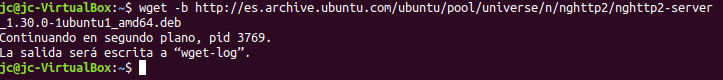 jc@jc-VirtualBox:~$ wget -b http://es.archive.ubuntu.com/ubuntu/pool/universe/n/nghttp2/nghttp2-server
_1.30.0-1ubuntu1_amd64.deb
Continuando en segundo plano, pid 3769.
La salida será escrita a “wget-log”.
jc@jc-VirtualBox:~$